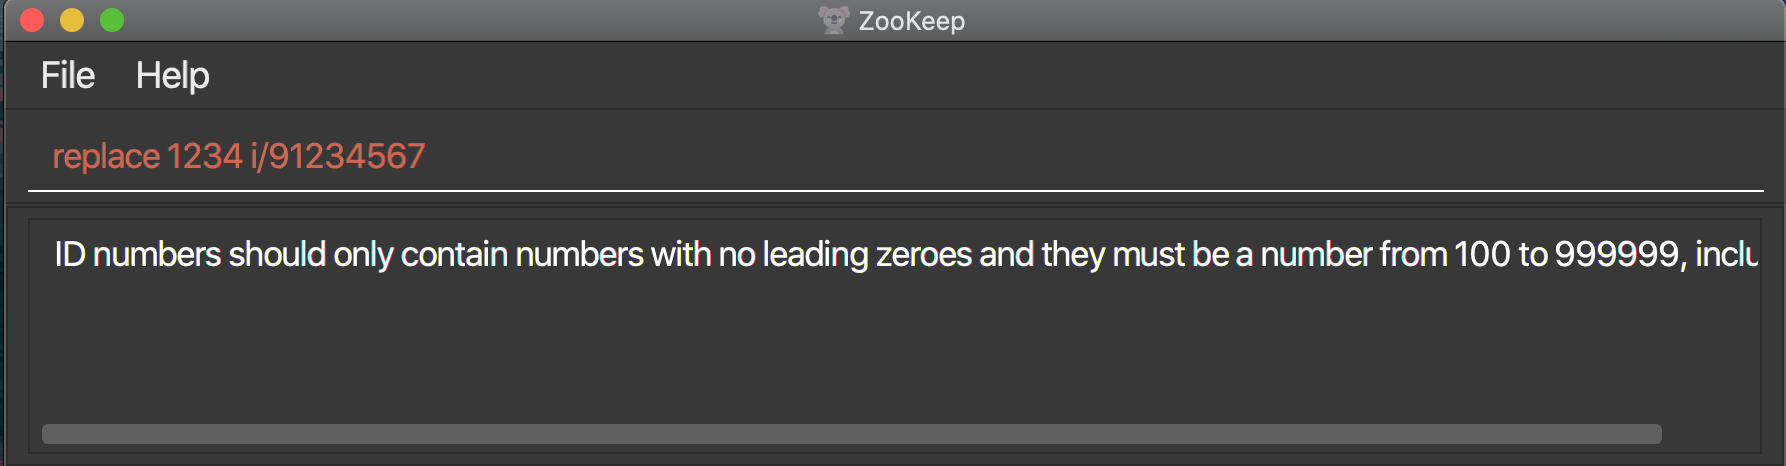 ZooKeep
File Help
replace 1234 i/91234567
ID numbers should only contain numbers with no leading zeroes and they must be a number from 100 to 999999,